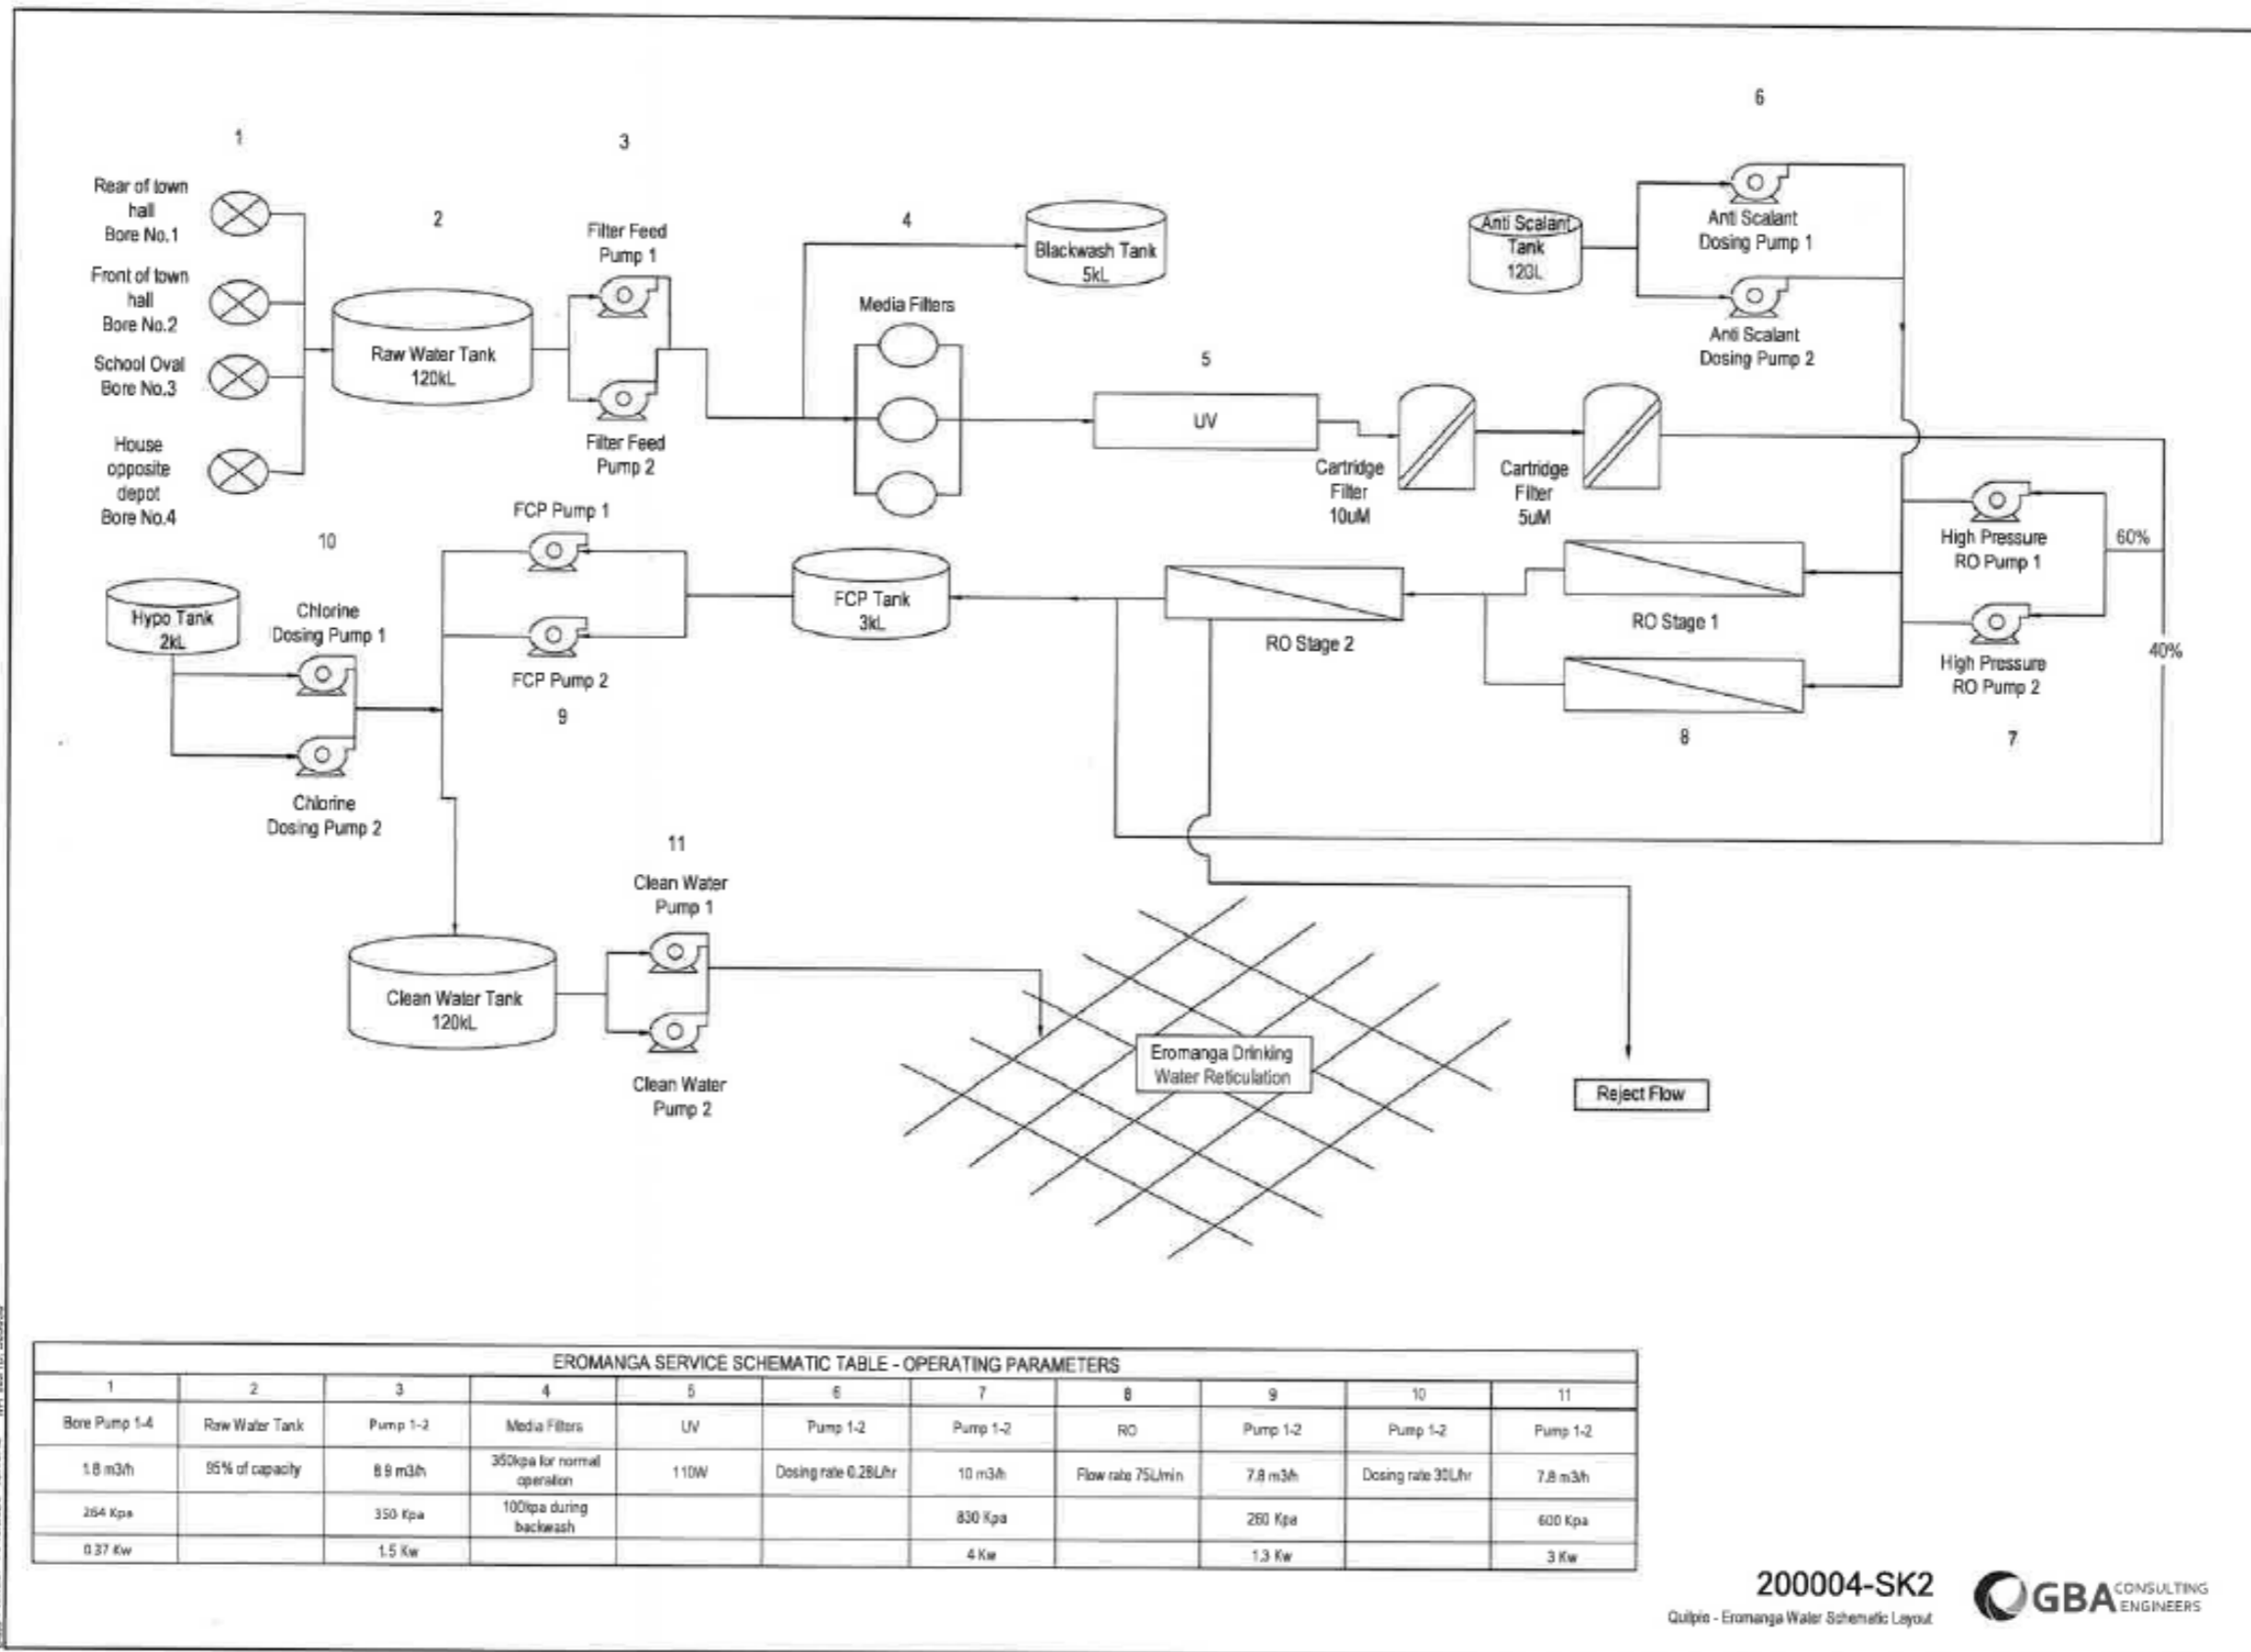 1
Rear of town
hall
Bore No.1
Front of town
hall
Bore No.2
School Oval
Bore No.3
House
opposite
depot
Bore No.4
2
Raw Water Tank
120kL
3
Filter Feed
Pump 1
Filter Feed
Pump 2
4
Blackwash Tank
5kL
Media Filters
5
UV
Cartridge
Filter
10uM
Cartridge
Filter
5uM
6
Anti Scalant
Tank
120L
Anti Scalant
Dosing Pump 1
Anti Scalant
Dosing Pump 2
High Pressure
RO Pump 1
60%
High Pressure
RO Pump 2
40%
7
RO Stage 1
8
RO Stage 2
FCP Tank
3kL
FCP Pump 1
FCP Pump 2
9
10
Hypo Tank
2kL
Chlorine
Dosing Pump 1
Chlorine
Dosing Pump 2
11
Clean Water
Pump 1
Clean Water Tank
120kL
Clean Water
Pump 2
Eromanga Drinking
Water Reticulation
Reject Flow
EROMANGA SERVICE SCHEMATIC TABLE - OPERATING PARAMETERS
1 2 3 4 5 6 7 8 9 10 11
Bore Pump 1-4 Raw Water Tank Pump 1-2 Media Filters UV Pump 1-2 Pump 1-2 RO Pump 1-2 Pump 1-2 Pump 1-2
1.8 m3/h 95% of capacity 8.9 m3/h 350kpa for normal operation 110W Dosing rate 0.28L/hr 10 m3/h Flow rate 75L/min 7.8 m3/h Dosing rate 30L/hr 7.8 m3/h
264 Kpa 350 Kpa 100kpa during backwash 830 Kpa 260 Kpa 600 Kpa
0.37 Kw 1.5 Kw 4 Kw 1.3 Kw 3 Kw
200004-SK2
Quilpie - Eromanga Water Schematic Layout
GBA CONSULTING
ENGINEERS